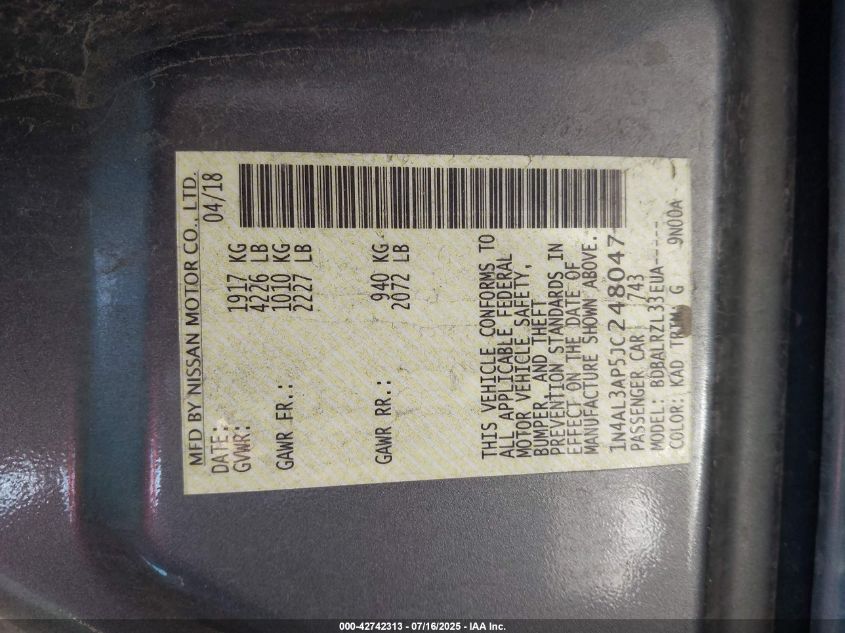 MFD BY NISSAN MOTOR CO., LTD.
DATE: 04/18
GVWR: 1917 KG
4226 LB
GAWR FR.: 1010 KG
2227 LB
GAWR RR.: 940 KG
2072 LB
THIS VEHICLE CONFORMS TO
ALL APPLICABLE FEDERAL
MOTOR VEHICLE SAFETY,
BUMPER, AND THEFT
PREVENTION STANDARDS IN
EFFECT ON THE DATE OF
MANUFACTURE SHOWN ABOVE.
1N4AL3AP5JC248047
PASSENGER CAR 743
MODEL: BDBALRZL33EUA-----
COLOR: KAD TRIM: G 9N00A
000-42742313 - 07/16/2025 - IAA Inc.